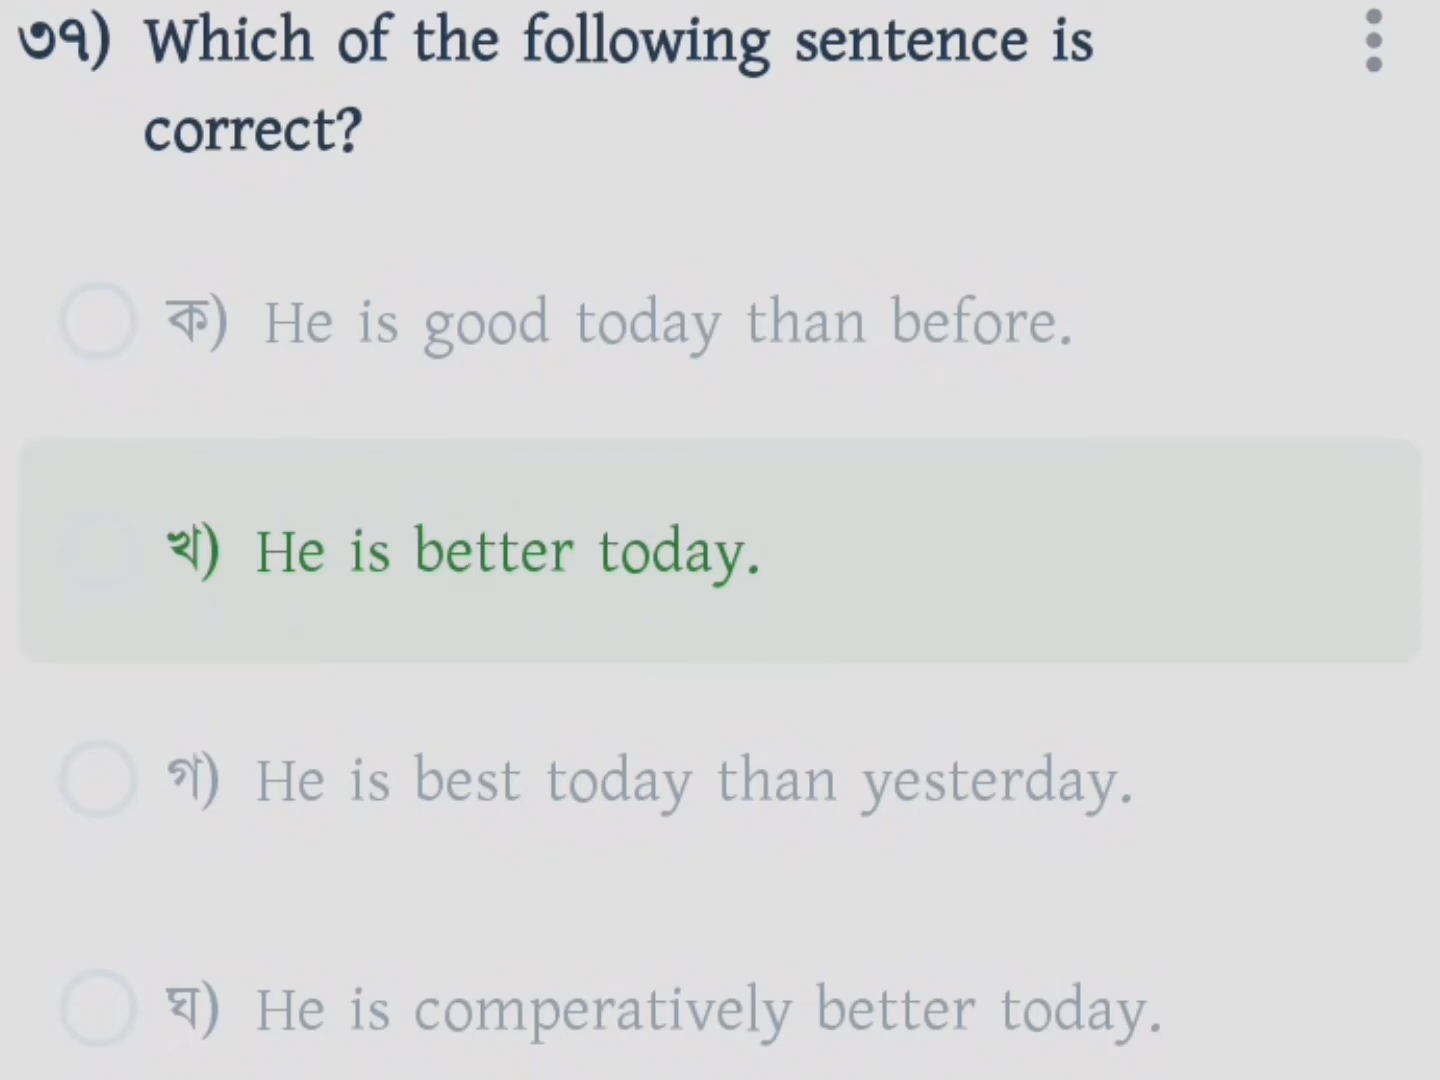 ৩৭) Which of the following sentence is
correct?
ক) He is good today than before.
খ) He is better today.
গ) He is best today than yesterday.
ঘ) He is comperatively better today.